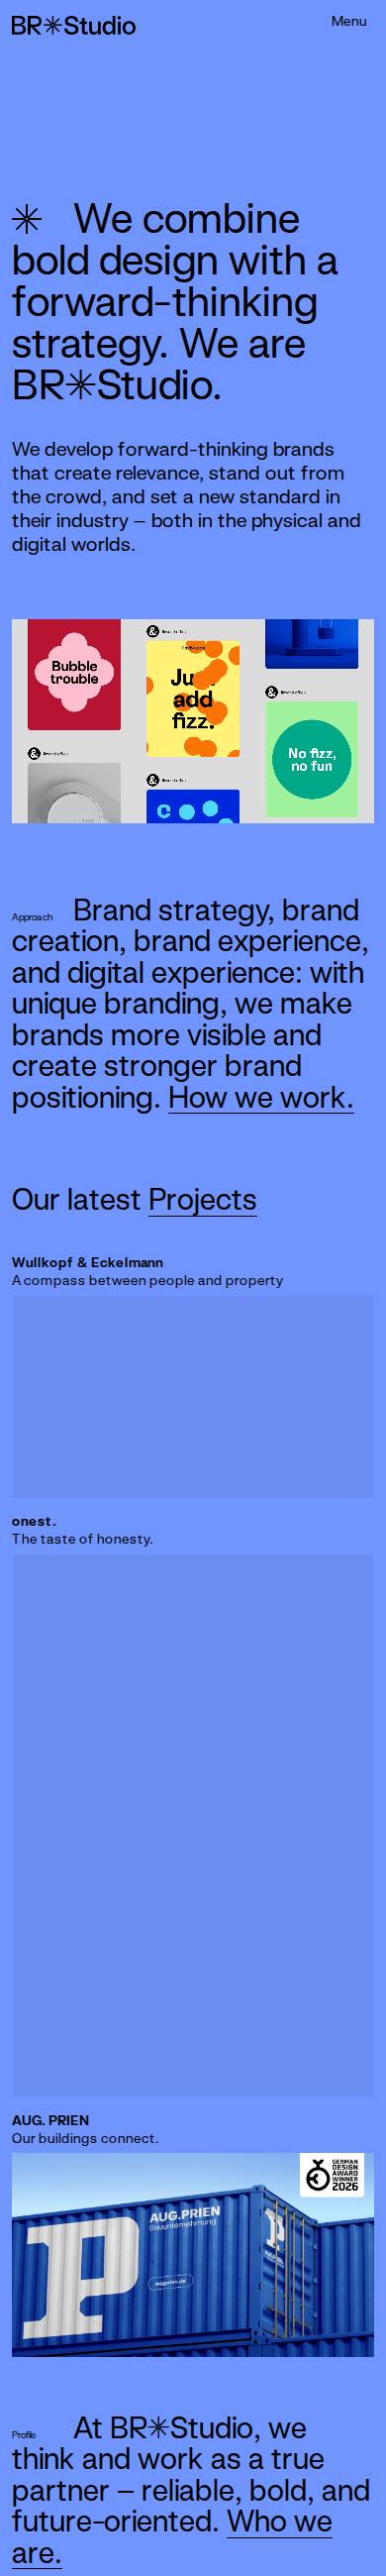 BR✳Studio
Menu
✳ We combine
bold design with a
forward-thinking
strategy. We are
BR✳Studio.
We develop forward-thinking brands
that create relevance, stand out from
the crowd, and set a new standard in
their industry – both in the physical and
digital worlds.
Bubble
trouble
&
&
add
fizz.
&
&
No fizz,
no fun
Approach Brand strategy, brand
creation, brand experience,
and digital experience: with
unique branding, we make
brands more visible and
create stronger brand
positioning. How we work.
Our latest Projects
Wullkopf & Eckelmann
A compass between people and property
onest.
The taste of honesty.
AUG. PRIEN
Our buildings connect.
GERMAN
DESIGN
AWARD
WINNER
2026
P
AUG.PRIEN
Bauunternehmung
augprien.de
Profile At BR✳Studio, we
think and work as a true
partner – reliable, bold, and
future-oriented. Who we
are.